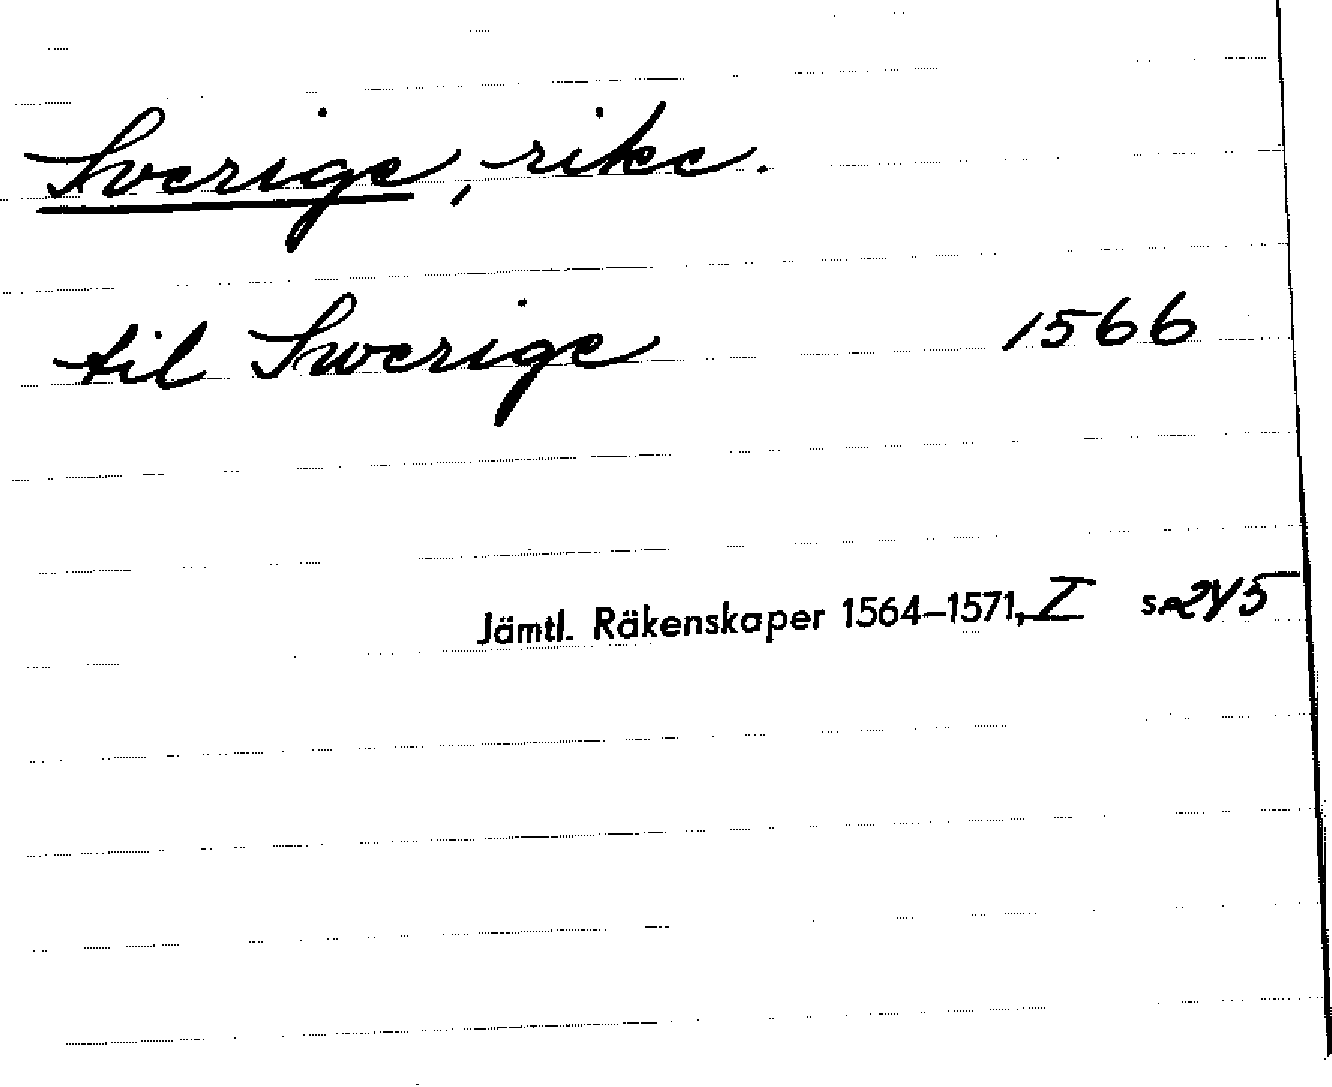 Sverige, rike.
til Swerige 1566
Jämtl. Räkenskaper 1564–1571, I s. 245